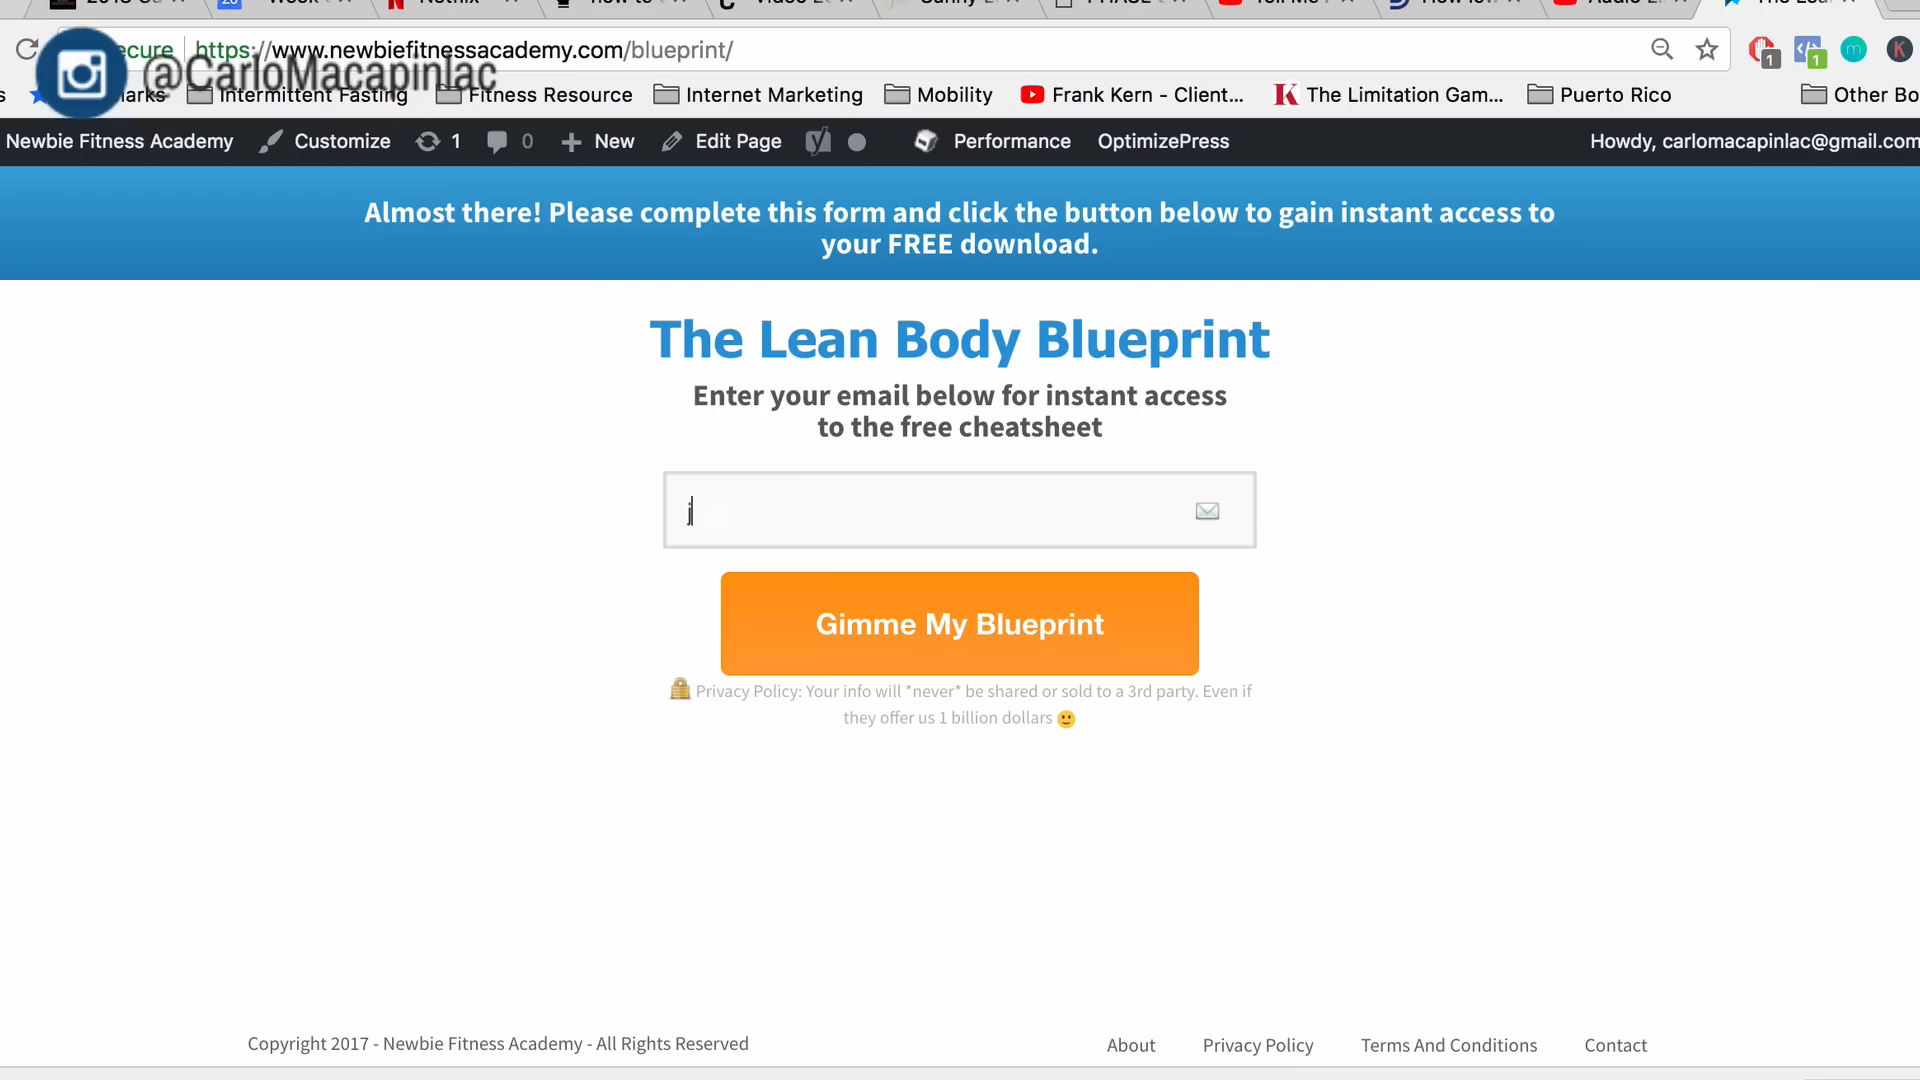 https://www.newbiefitnessacademy.com/blueprint/
@CarloMacapinlac
Intermittent Fasting
Fitness Resource
Internet Marketing
Mobility
Frank Kern - Client...
The Limitation Gam...
Puerto Rico
Other Bo
Newbie Fitness Academy
Customize
1
0
New
Edit Page
Performance
OptimizePress
Howdy, carlomacapinlac@gmail.com
Almost there! Please complete this form and click the button below to gain instant access to
your FREE download.
The Lean Body Blueprint
Enter your email below for instant access
to the free cheatsheet
j
Gimme My Blueprint
Privacy Policy: Your info will *never* be shared or sold to a 3rd party. Even if
they offer us 1 billion dollars
Copyright 2017 - Newbie Fitness Academy - All Rights Reserved
About
Privacy Policy
Terms And Conditions
Contact